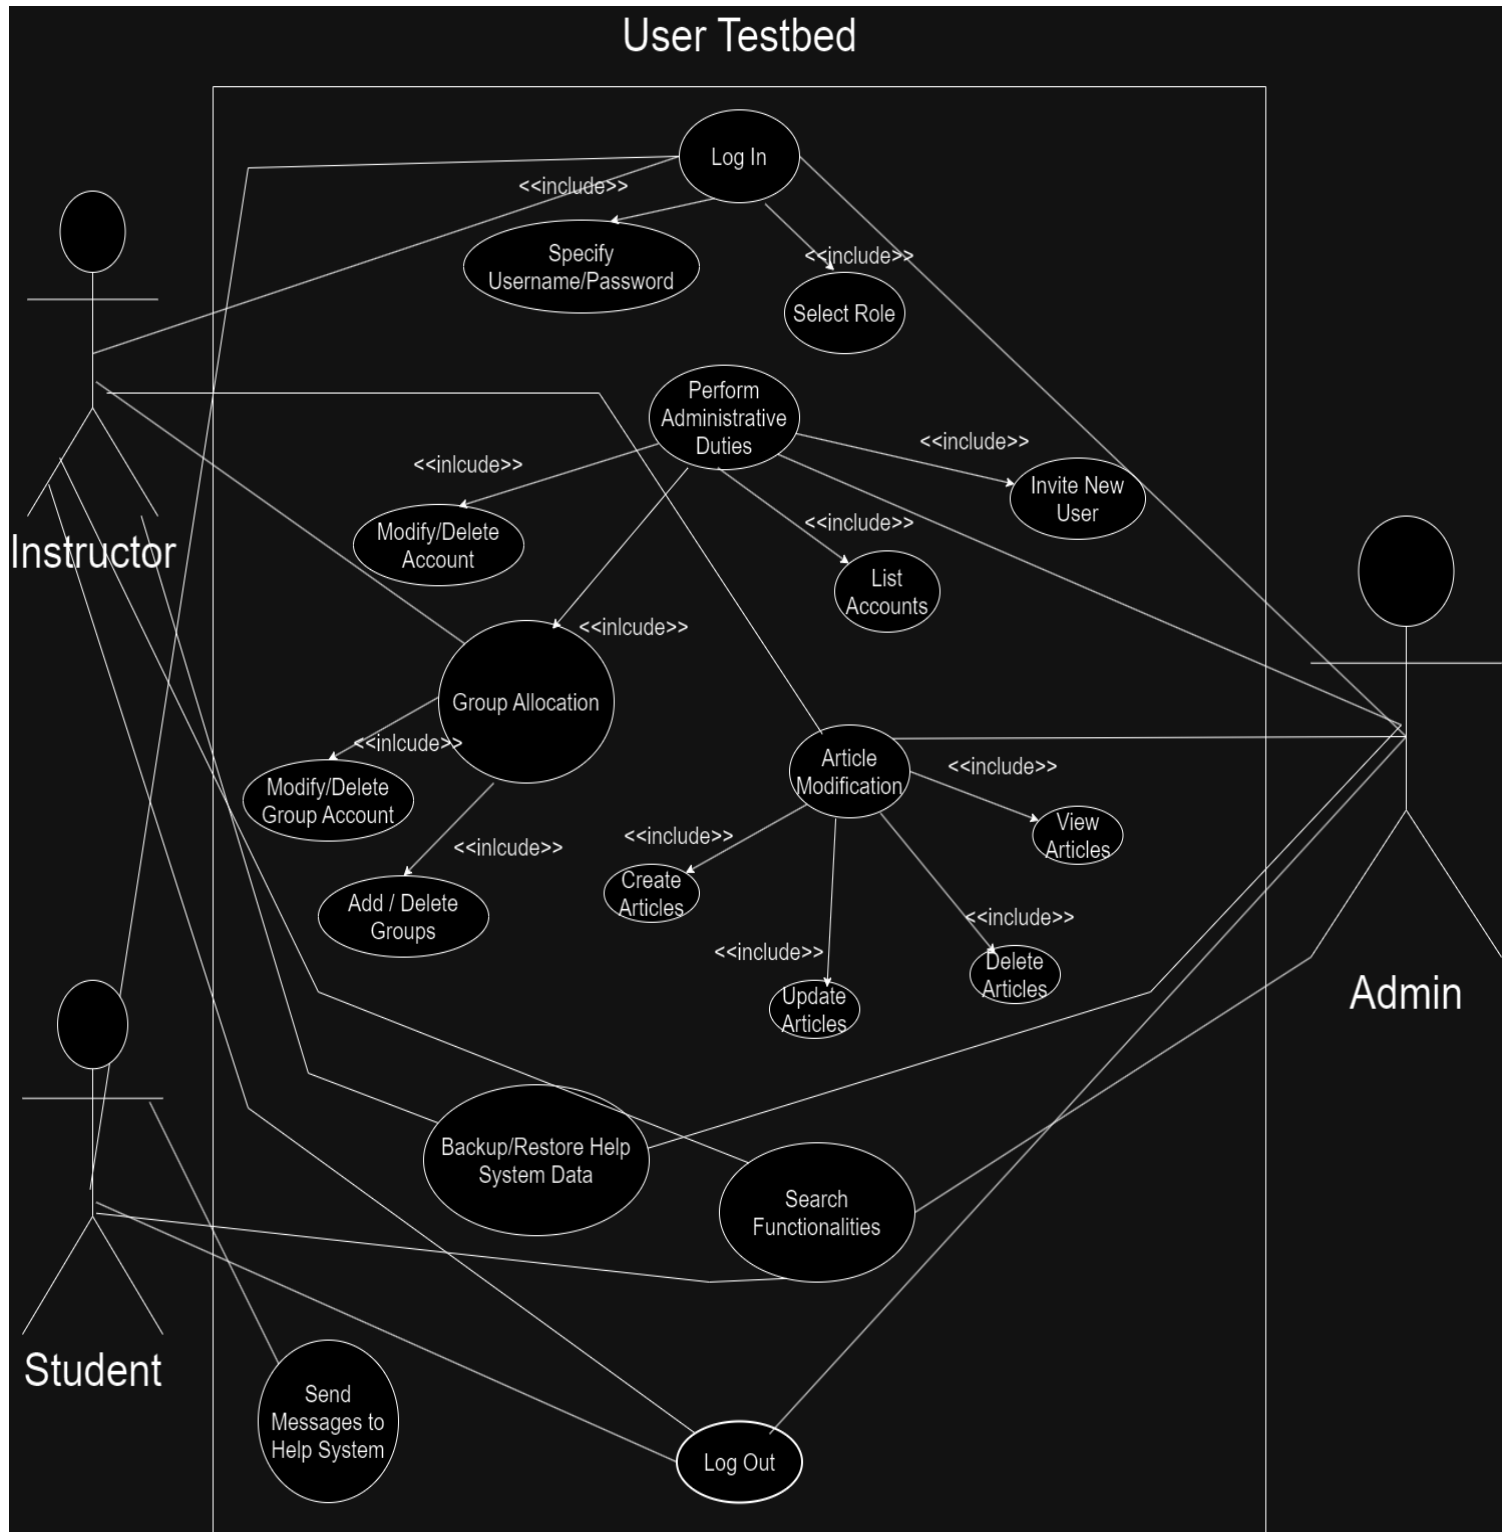 User Testbed
Log In
<<include>>
Specify
Username/Password
<<include>>
Select Role
Perform
Administrative
Duties
<<include>>
<<inlcude>>
Invite New
User
Modify/Delete
Account
<<include>>
Instructor
List
Accounts
<<inlcude>>
Group Allocation
<<inlcude>>
Article
Modification
<<include>>
Modify/Delete
Group Account
View
Articles
<<include>>
<<inlcude>>
Create
Articles
Add / Delete
Groups
<<include>>
<<include>>
Delete
Articles
Update
Articles
Admin
Backup/Restore Help
System Data
Search
Functionalities
Student
Send
Messages to
Help System
Log Out